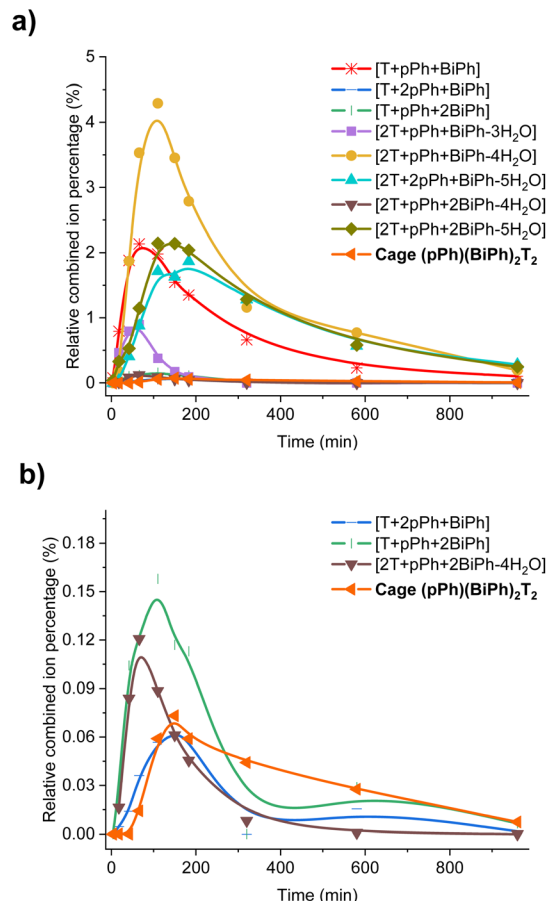 a)
Relative combined ion percentage (%)
5
4
3
2
1
0
[T+pPh+BiPh]
[T+2pPh+BiPh]
[T+pPh+2BiPh]
[2T+pPh+BiPh-3H₂O]
[2T+pPh+BiPh-4H₂O]
[2T+2pPh+BiPh-5H₂O]
[2T+pPh+2BiPh-4H₂O]
[2T+pPh+2BiPh-5H₂O]
Cage (pPh)(BiPh)₂T₂
0 200 400 600 800
Time (min)
b)
Relative combined ion percentage (%)
0.18
0.15
0.12
0.09
0.06
0.03
0.00
[T+2pPh+BiPh]
[T+pPh+2BiPh]
[2T+pPh+2BiPh-4H₂O]
Cage (pPh)(BiPh)₂T₂
0 200 400 600 800
Time (min)